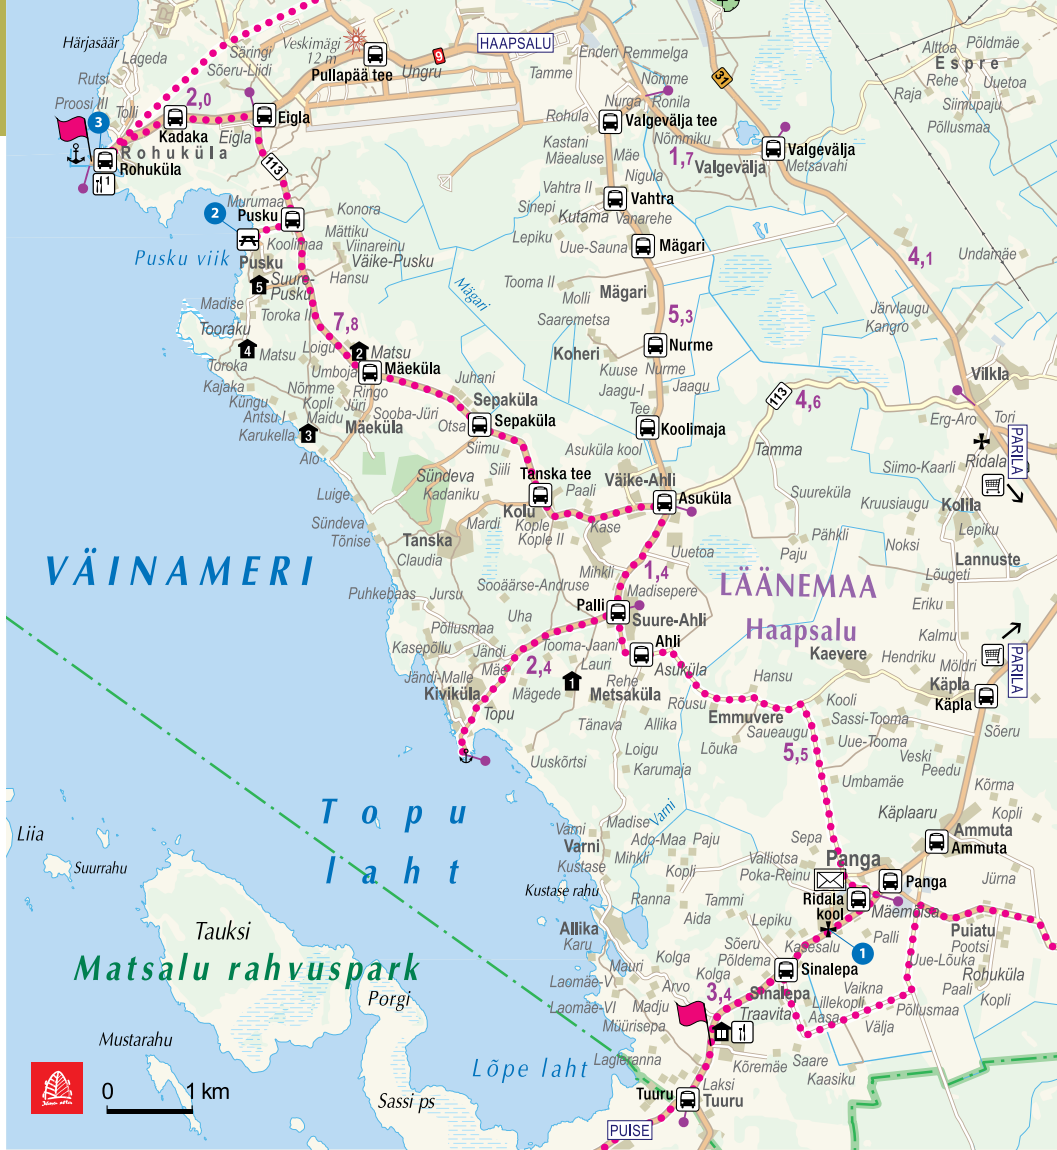 Härjasäär
Lageda
Säringi
Veskimägi
12 m
Sõeru-Liidi
Pullapää tee
Ungru
9
HAAPSALU
Enden
Remmelga
Tamme
Nõmme
31
Alttoa
Põldmäe
Espre
Rehe
Uuetoa
Raja
Siimupaju
Põllusmaa
Rutsi
Proosi III
Tolli
2,0
3
Kadaka
Eigla
Eigla
Rohuküla
Rohuküla
1
113
Nurga
Ronila
Rohula
Valgevälja tee
Kastani
Mäealuse
Mäe
Nõmmiku
1,7
Valgevälja
Valgevälja
Metsavahi
Nigula
Vahtra II
Vahtra
Sinepi
Kutama
Vanarehe
Lepiku
Uue-Sauna
Mägari
4,1
Undamäe
Murumaa
2
Pusku
Konora
Koolimaa
Mättiku
Viinareinu
Väike-Pusku
Pusku viik
Pusku
Suure-
Pusku
Hansu
5
Madise
Toroka II
Tooraku
7,8
Mägari
Tooma II
Molli
Mägari
Saaremetsa
5,3
Koheri
Nurme
Kuuse
Nurme
Jaagu-I
Jaagu
Tee
Koolimaja
Järvlaugu
Kangro
Vilkla
4
Matsu
Loigu
2
Matsu
Toroka
Umboja
Mäeküla
Kajaka
Nõmme
Ringo
Küngu
Kopli
Jüri
Antsu I
Maidu
Sooba-Jüri
Karukella
3
Mäeküla
Alo
Juhani
Sepaküla
Otsa
Sepaküla
Siimu
Siili
113
4,6
Erg-Aro
Tori
PARILA
Ridala
Siimo-Kaarli
Kruusiaugu
Kolila
Lepiku
Noksi
Lannuste
Lõugeti
Asuküla kool
Tamma
Tanska tee
Väike-Ahli
Asuküla
Paali
Sündeva
Kadaniku
Luige
Kolu
Mardi
Kople
Kople II
Kase
Suureküla
Pähkli
Paju
Sündeva
Tõnise
Tanska
Claudia
Uuetoa
VÄINAMERI
Mihkli
1,4
Madisepere
LÄÄNEMAA
Haapsalu
Sooäärse-Andruse
Puhkebaas
Jursu
Uha
Palli
Suure-Ahli
Põllusmaa
Eriku
Kalmu
Kaevere
Hendriku
Möldri
PARILA
Käpla
Käpla
Kasepõllu
Jändi
Tooma-Jaani
Ahli
Mäe
2,4
Lauri
Asuküla
Jändi-Malle
Rehe
Kiviküla
Mägede
1
Metsaküla
Hansu
Rõusu
Kooli
Topu
Emmuvere
Sassi-Tooma
Tänava
Allika
Saueaugu
Sõeru
Uue-Tooma
Lõuka
5,5
Veski
Peedu
Uuskõrtsi
Loigu
Karumaja
Umbamäe
Körma
Topu
laht
Käplaaru
Kopli
Varni
Madise
Varni
Ammuta
Ammuta
Varni
Ado-Maa
Paju
Sepa
Mihkli
Valliotsa
Panga
Kustase
Kopli
Poka-Reinu
Jürna
Kustase rahu
Ranna
Tammi
Panga
Ridala
kool
Mäemõisa
Aida
Lepiku
Allika
Karu
1
Palli
Puiatu
Pootsi
Sõeru
Põldema
Kasesalu
Uue-Lõuka
Rohuküla
Mauri
Kolga
Kolga
Sinalepa
Laomäe-V
Arvo
3,4
Sinalepa
Vaikna
Paali
Kopli
Laomäe-VI
Madju
Traavita
Lillekopli
Aasa
Põllusmaa
Müürisepa
Välja
Lagleranna
Kõremäe
Saare
Kaasiku
Laksi
Tuuru
Tuuru
PUISE
Lõpe laht
Liia
Suurrahu
Tauksi
Matsalu rahvuspark
Porgi
Mustarahu
Sassi ps
0 1 km